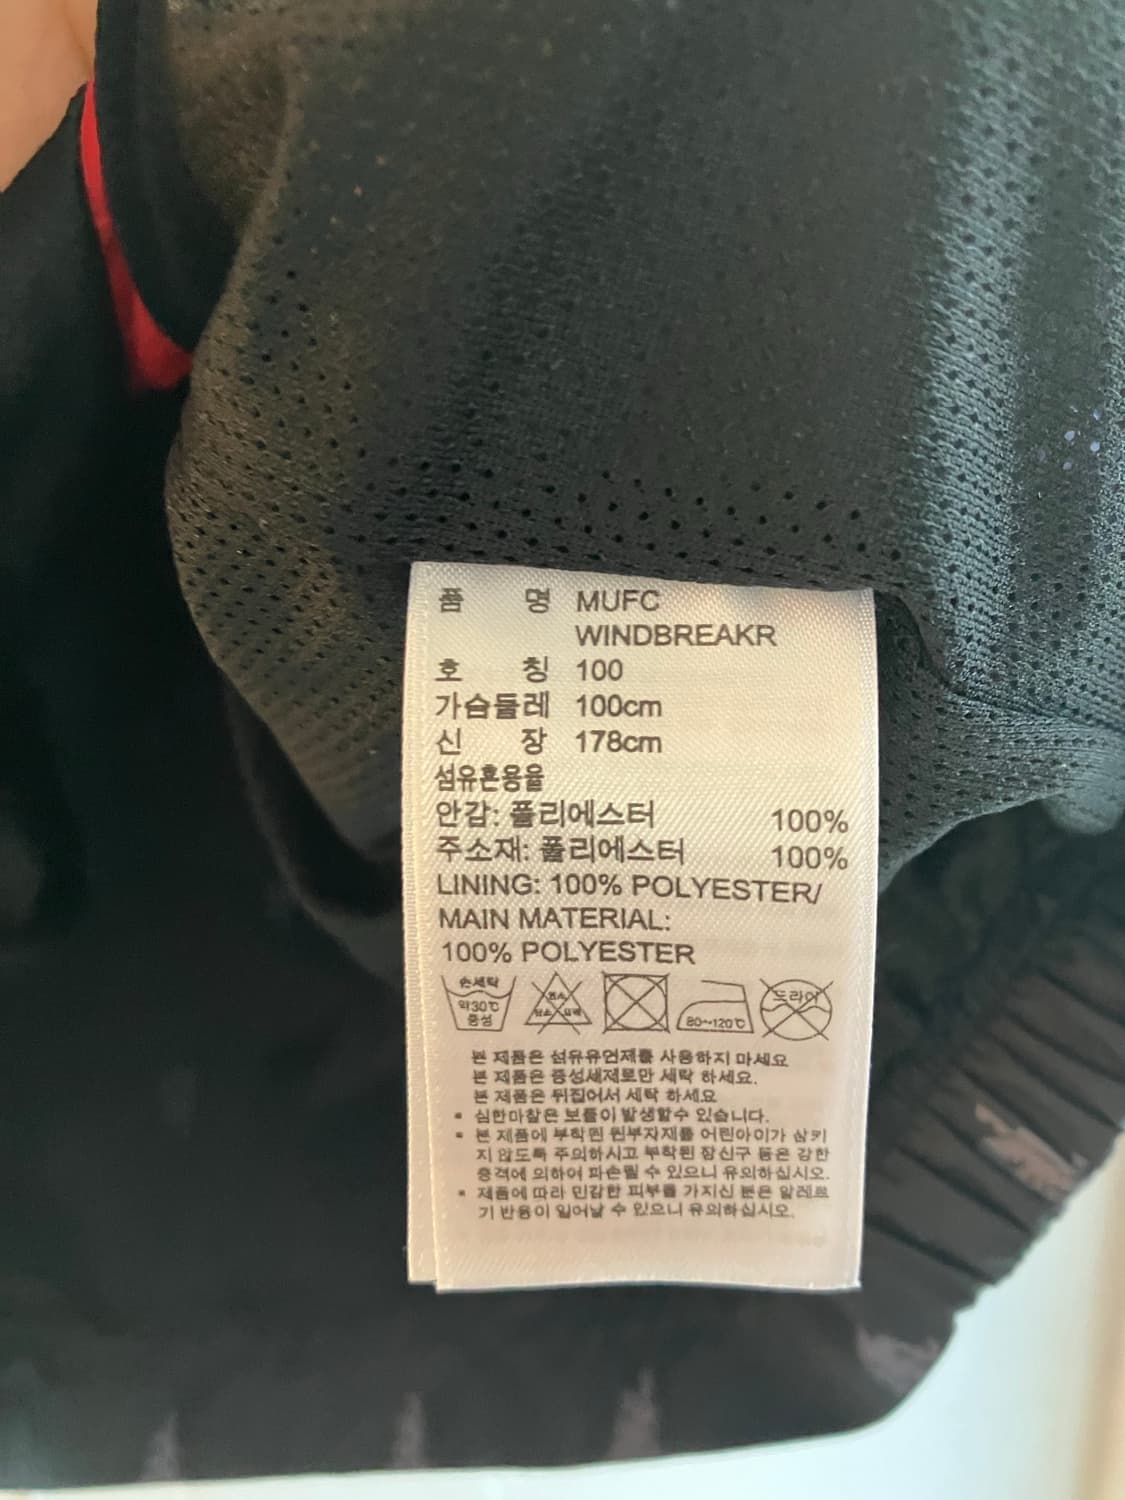 품 명 MUFC
WINDBREAKR
호 칭 100
가슴둘레 100cm
신 장 178cm
섬유혼용율
안감: 폴리에스터 100%
주소재: 폴리에스터 100%
LINING: 100% POLYESTER/
MAIN MATERIAL:
100% POLYESTER
손세탁
약30℃
중성
80~120℃
드라이
본 제품은 섬유유연제를 사용하지 마세요
본 제품은 중성세제로만 세탁 하세요.
본 제품은 뒤집어서 세탁 하세요
▪ 심한마찰은 보풀이 발생할수 있습니다.
▪ 본 제품에 부착된 원부자재를 어린아이가 삼키
지 않도록 주의하시고 부착된 장신구 등은 강한
충격에 의하여 파손될 수 있으니 유의하십시오.
▪ 제품에 따라 민감한 피부를 가지신 분은 알레르
기 반응이 일어날 수 있으니 유의하십시오.